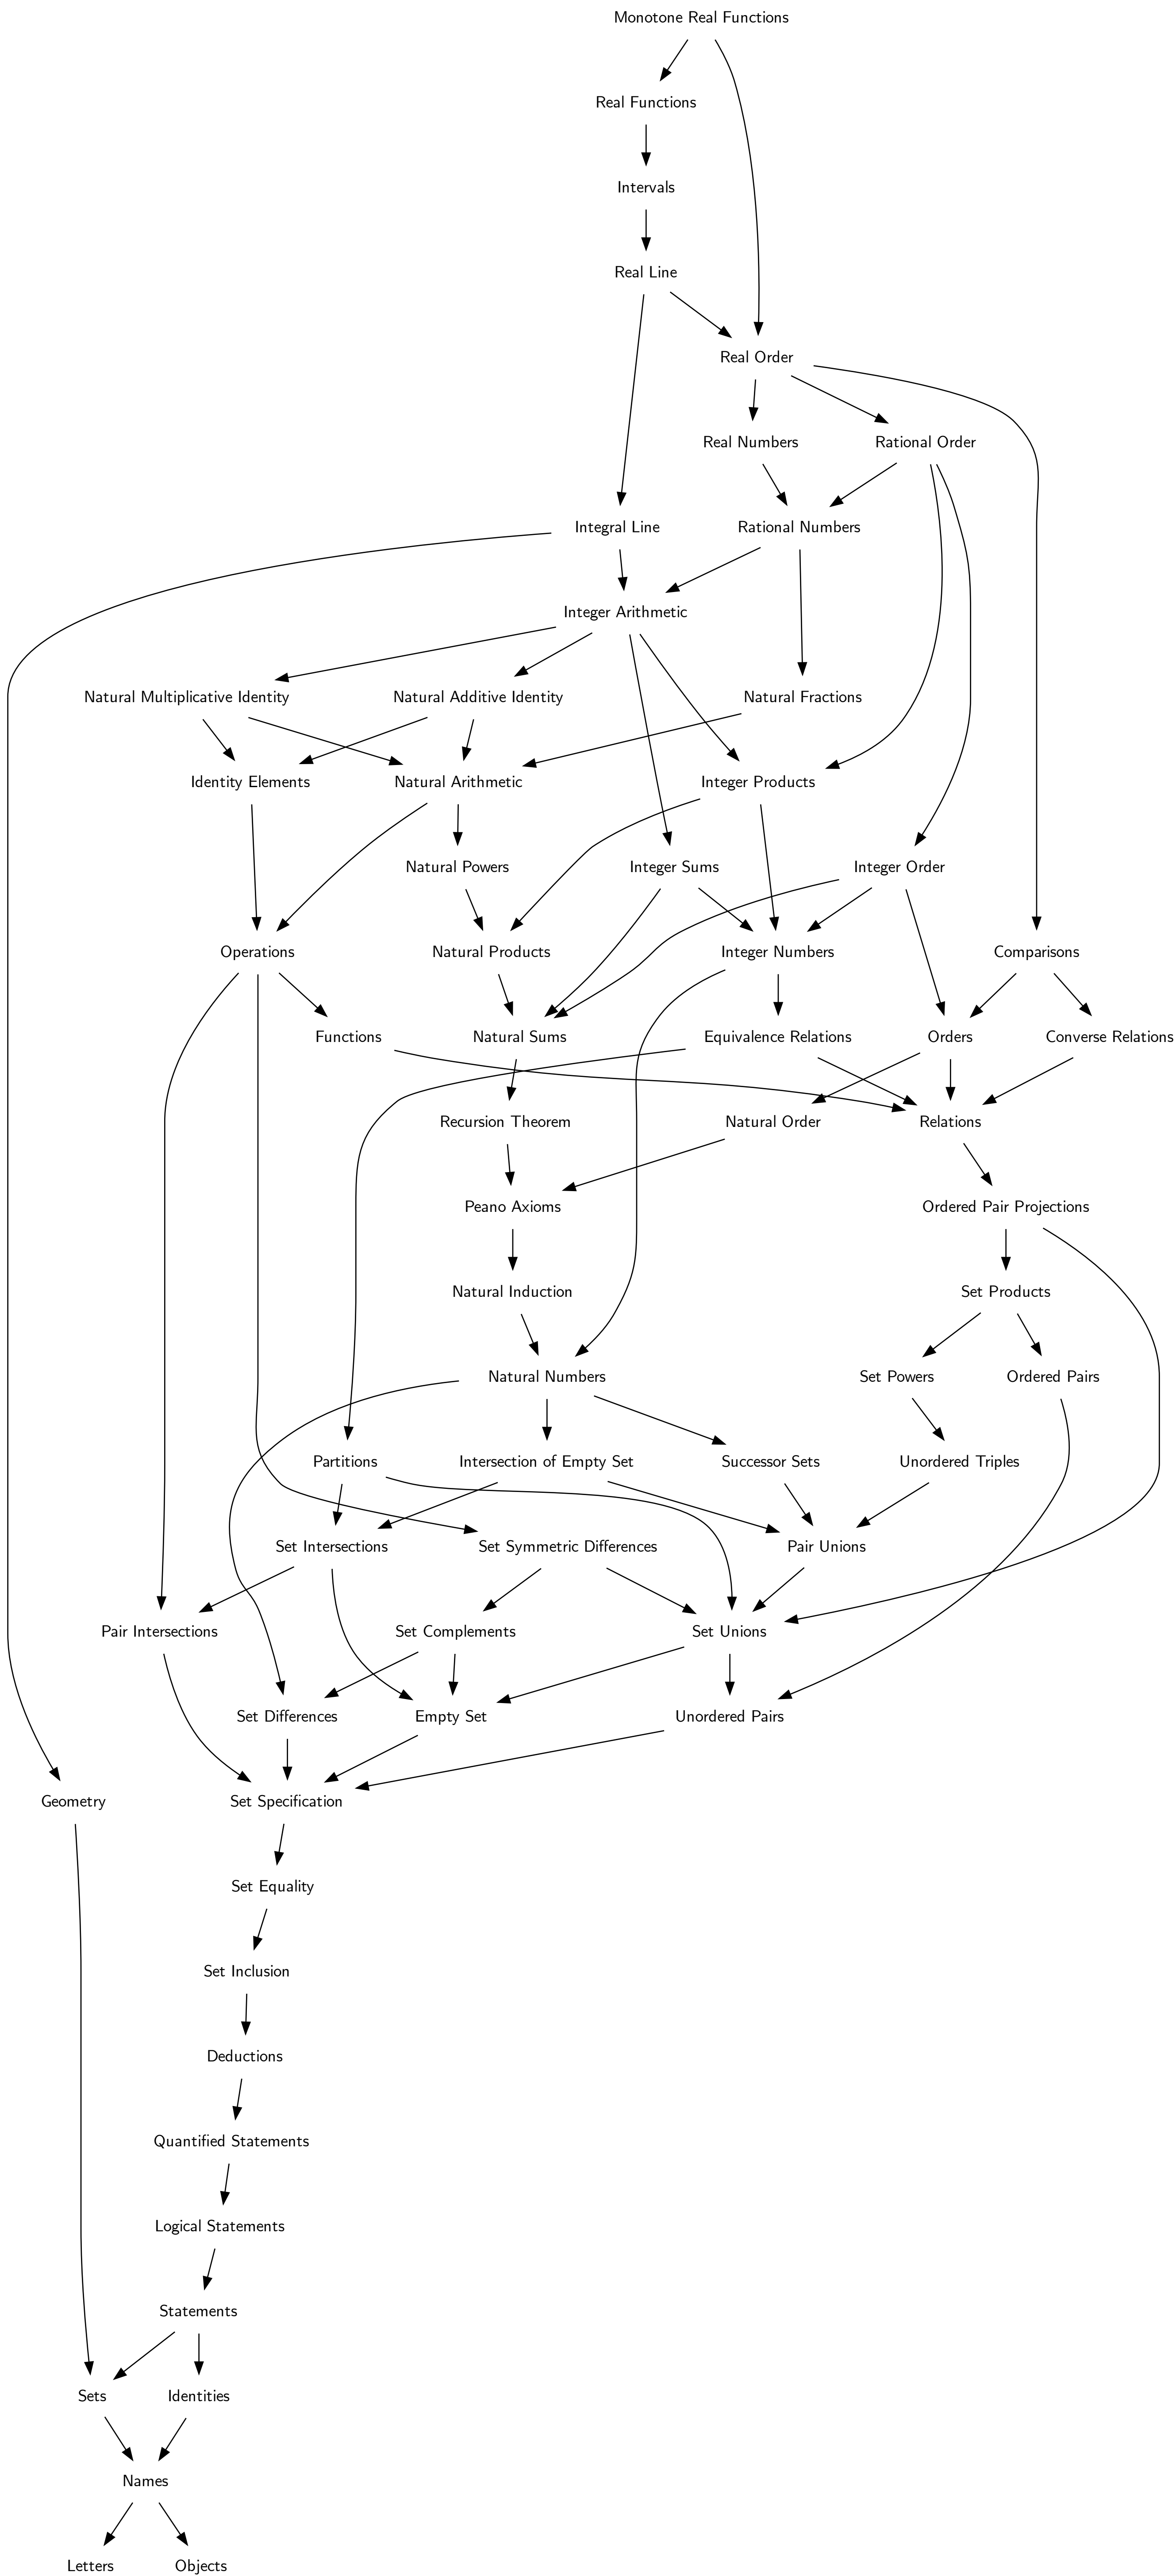 Monotone Real Functions
Real Functions
Intervals
Real Line
Real Order
Real Numbers
Rational Order
Integral Line
Rational Numbers
Integer Arithmetic
Natural Multiplicative Identity
Natural Additive Identity
Natural Fractions
Identity Elements
Natural Arithmetic
Integer Products
Natural Powers
Integer Sums
Integer Order
Operations
Natural Products
Integer Numbers
Comparisons
Functions
Natural Sums
Equivalence Relations
Orders
Converse Relations
Recursion Theorem
Natural Order
Relations
Peano Axioms
Ordered Pair Projections
Natural Induction
Set Products
Natural Numbers
Set Powers
Ordered Pairs
Partitions
Intersection of Empty Set
Successor Sets
Unordered Triples
Set Intersections
Set Symmetric Differences
Pair Unions
Pair Intersections
Set Complements
Set Unions
Set Differences
Empty Set
Unordered Pairs
Geometry
Set Specification
Set Equality
Set Inclusion
Deductions
Quantified Statements
Logical Statements
Statements
Sets
Identities
Names
Letters
Objects